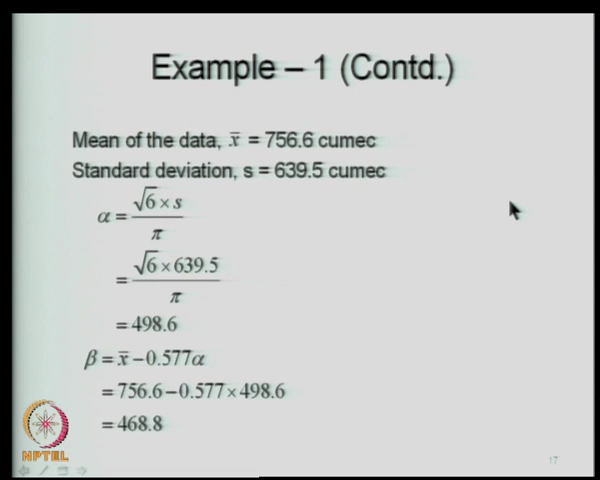 Example – 1 (Contd.)
Mean of the data, x̄ = 756.6 cumec
Standard deviation, s = 639.5 cumec
α = √6 × s / π
= √6 × 639.5 / π
= 498.6
β = x̄ − 0.577α
= 756.6 − 0.577 × 498.6
= 468.8
NPTEL
17